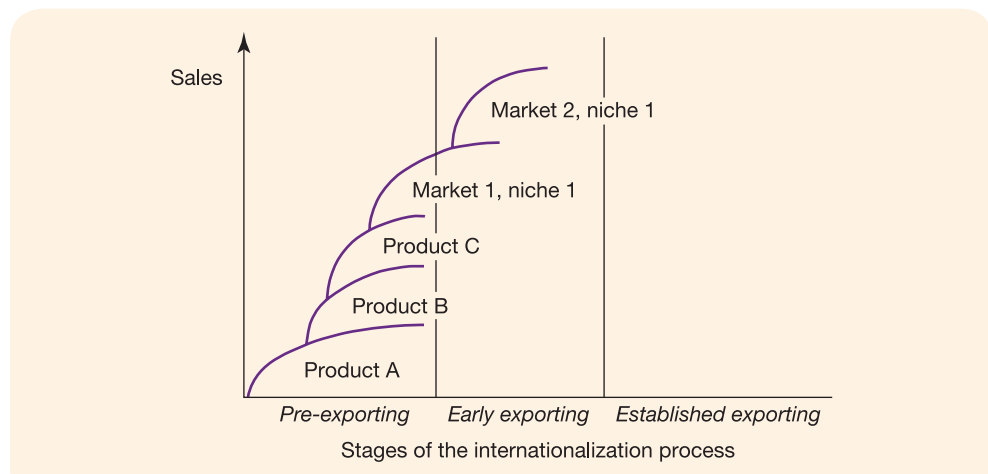 Sales
Market 2, niche 1
Market 1, niche 1
Product C
Product B
Product A
Pre-exporting Early exporting Established exporting
Stages of the internationalization process